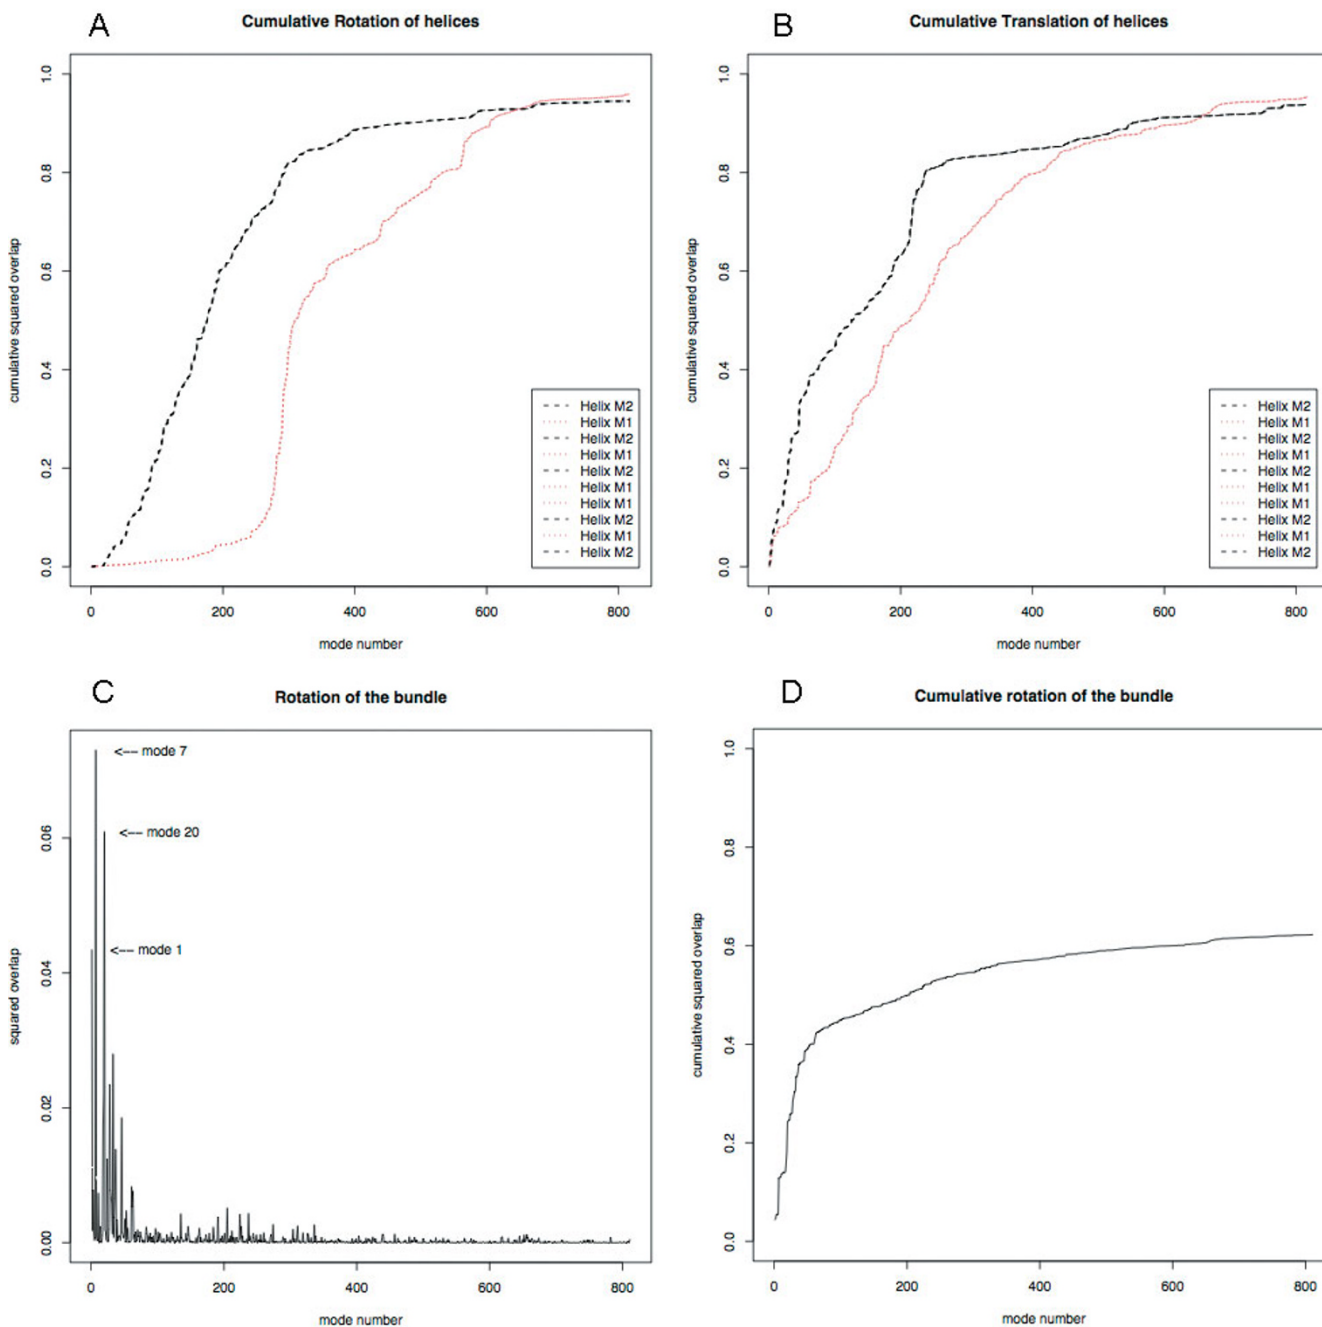 A
Cumulative Rotation of helices
cumulative squared overlap
1.0
0.8
0.6
0.4
0.2
0.0
Helix M2
Helix M1
Helix M2
Helix M1
Helix M2
Helix M1
Helix M1
Helix M2
Helix M1
Helix M2
0 200 400 600 800
mode number
B
Cumulative Translation of helices
cumulative squared overlap
1.0
0.8
0.6
0.4
0.2
0.0
Helix M2
Helix M1
Helix M2
Helix M1
Helix M2
Helix M1
Helix M1
Helix M2
Helix M1
Helix M2
0 200 400 600 800
mode number
C
Rotation of the bundle
squared overlap
<-- mode 7
<-- mode 20
<-- mode 1
0.06
0.04
0.02
0.00
0 200 400 600 800
mode number
D
Cumulative rotation of the bundle
cumulative squared overlap
1.0
0.8
0.6
0.4
0.2
0.0
0 200 400 600 800
mode number